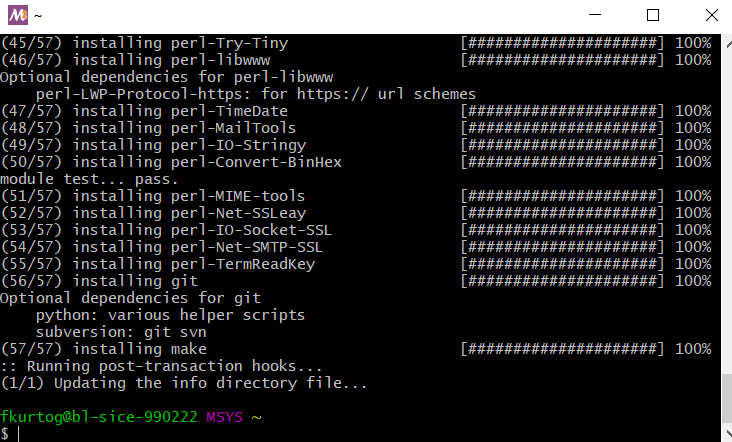 ~
(45/57) installing perl-Try-Tiny [#####################] 100%
(46/57) installing perl-libwww [#####################] 100%
Optional dependencies for perl-libwww
    perl-LWP-Protocol-https: for https:// url schemes
(47/57) installing perl-TimeDate [#####################] 100%
(48/57) installing perl-MailTools [#####################] 100%
(49/57) installing perl-IO-Stringy [#####################] 100%
(50/57) installing perl-Convert-BinHex [#####################] 100%
module test... pass.
(51/57) installing perl-MIME-tools [#####################] 100%
(52/57) installing perl-Net-SSLeay [#####################] 100%
(53/57) installing perl-IO-Socket-SSL [#####################] 100%
(54/57) installing perl-Net-SMTP-SSL [#####################] 100%
(55/57) installing perl-TermReadKey [#####################] 100%
(56/57) installing git [#####################] 100%
Optional dependencies for git
    python: various helper scripts
    subversion: git svn
(57/57) installing make [#####################] 100%
:: Running post-transaction hooks...
(1/1) Updating the info directory file...
fkurtog@bl-sice-990222 MSYS ~
$